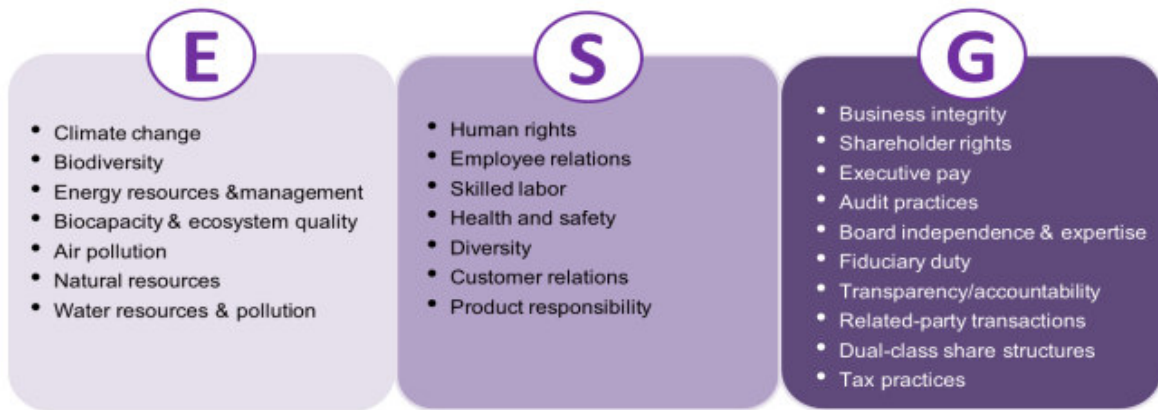 E
• Climate change
• Biodiversity
• Energy resources &management
• Biocapacity & ecosystem quality
• Air pollution
• Natural resources
• Water resources & pollution
S
• Human rights
• Employee relations
• Skilled labor
• Health and safety
• Diversity
• Customer relations
• Product responsibility
G
• Business integrity
• Shareholder rights
• Executive pay
• Audit practices
• Board independence & expertise
• Fiduciary duty
• Transparency/accountability
• Related-party transactions
• Dual-class share structures
• Tax practices